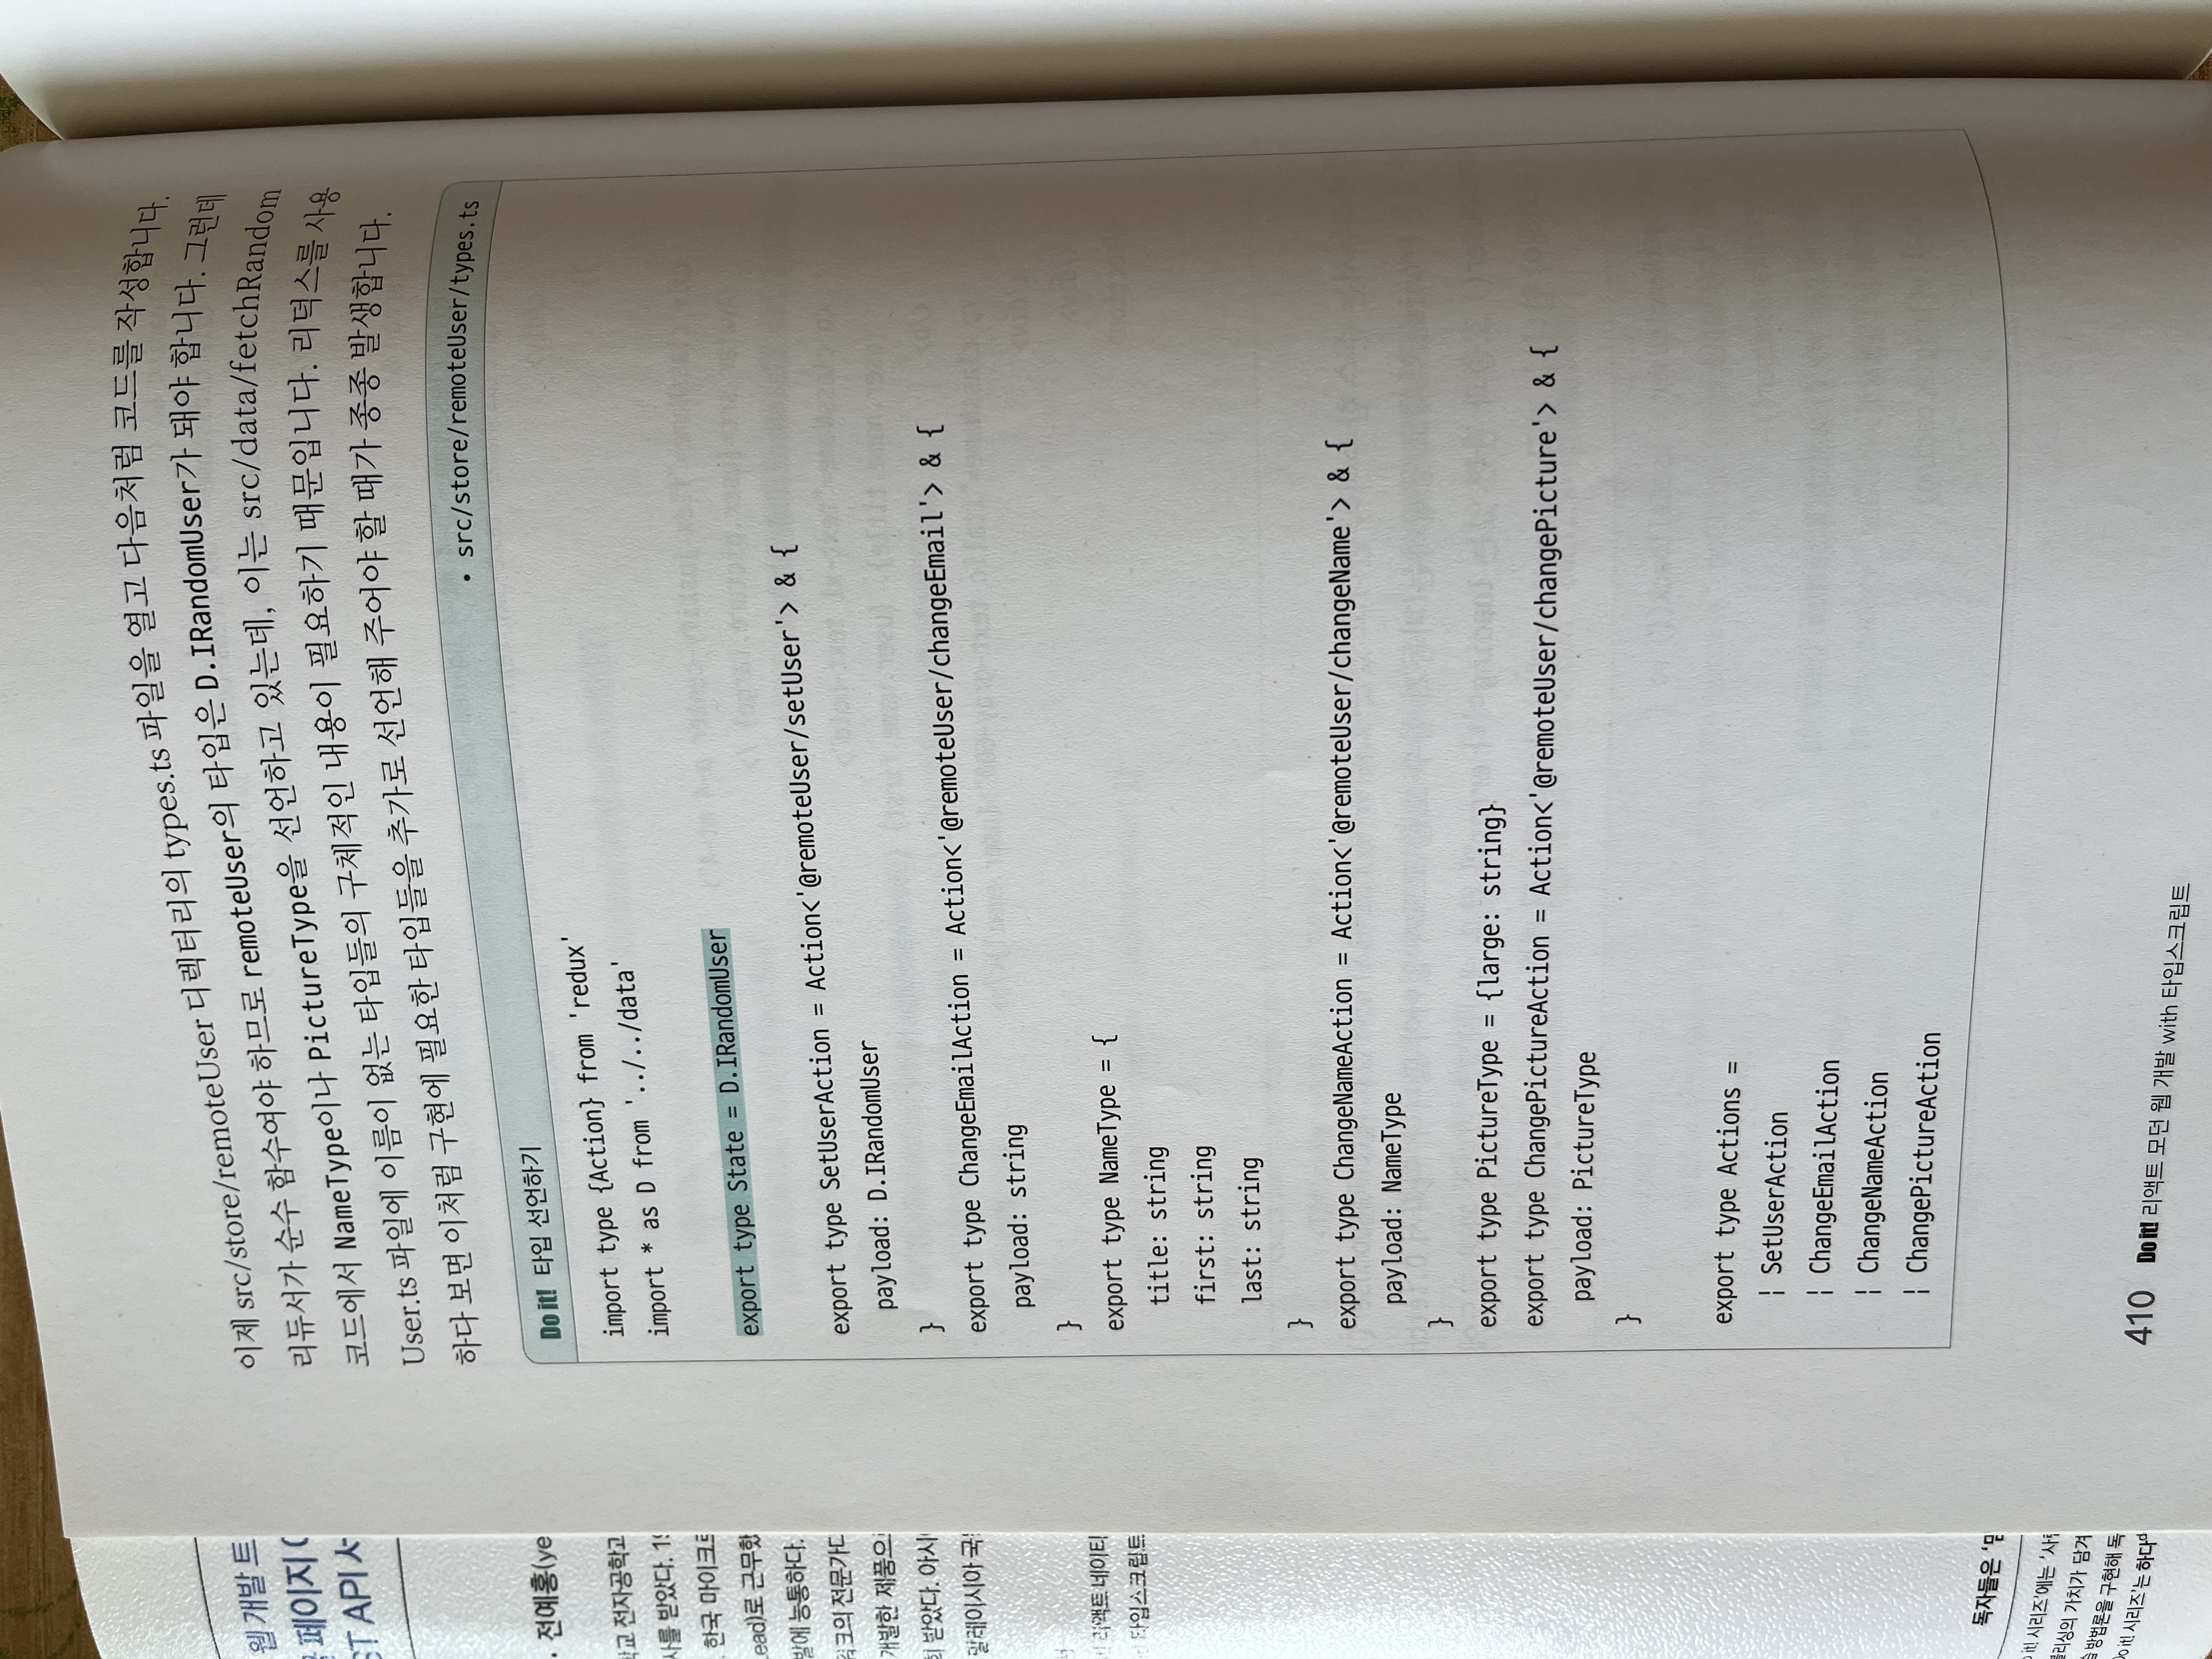 이제 src/store/remoteUser 디렉터리의 types.ts 파일을 열고 다음처럼 코드를 작성합니다.
리듀서가 순수 함수여야 하므로 remoteUser의 타입은 D.IRandomUser가 돼야 합니다. 그런데
코드에서 NameType이나 PictureType을 선언하고 있는데, 이는 src/data/fetchRandom
User.ts 파일에 이름이 없는 타입들의 구체적인 내용이 필요하기 때문입니다. 리덕스를 사용
하다 보면 이처럼 구현에 필요한 타입들을 추가로 선언해 주어야 할 때가 종종 발생합니다.
Do it! 타입 선언하기 • src/store/remoteUser/types.ts
import type {Action} from 'redux'
import * as D from '../../data'
export type State = D.IRandomUser
export type SetUserAction = Action<'@remoteUser/setUser'> & {
payload: D.IRandomUser
}
export type ChangeEmailAction = Action<'@remoteUser/changeEmail'> & {
payload: string
}
export type NameType = {
title: string
first: string
last: string
}
export type ChangeNameAction = Action<'@remoteUser/changeName'> & {
payload: NameType
}
export type PictureType = {large: string}
export type ChangePictureAction = Action<'@remoteUser/changePicture'> & {
payload: PictureType
}
export type Actions =
¦ SetUserAction
¦ ChangeEmailAction
¦ ChangeNameAction
¦ ChangePictureAction
410 Do it! 리액트 모던 웹 개발 with 타입스크립트
웹 개발 트
페이지
API 서
전예홍(ye
전자공학과
사를 받았다.
한국 마이크로
Lead)로 근무했
발에 능통하다.
전문가다
개발한 제품으로
받았다. 아시
말레이시아
리액트 네이티
타입스크립트
독자들은
시리즈'에는
가치가 담겨
방법론을 구현해 독
Do it! 시리즈'는 하다